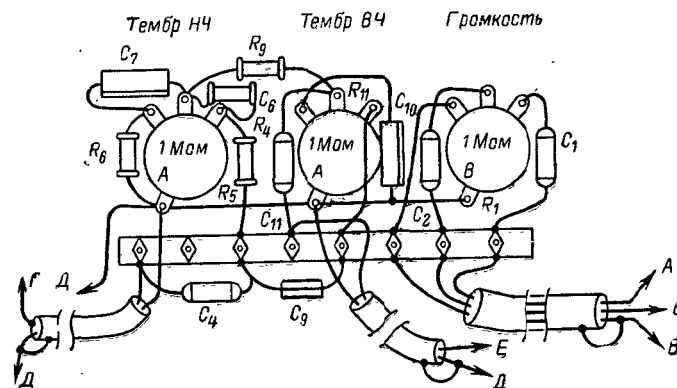 Тембр НЧ
Тембр ВЧ
Громкость
C7
R9
C6
R11
C10
R6
1 Мом
А
R4
R5
1 Мом
А
1 Мом
В
C1
R1
C2
C11
C4
C9
Г
Д
Д
Е
Д
А
Б
В